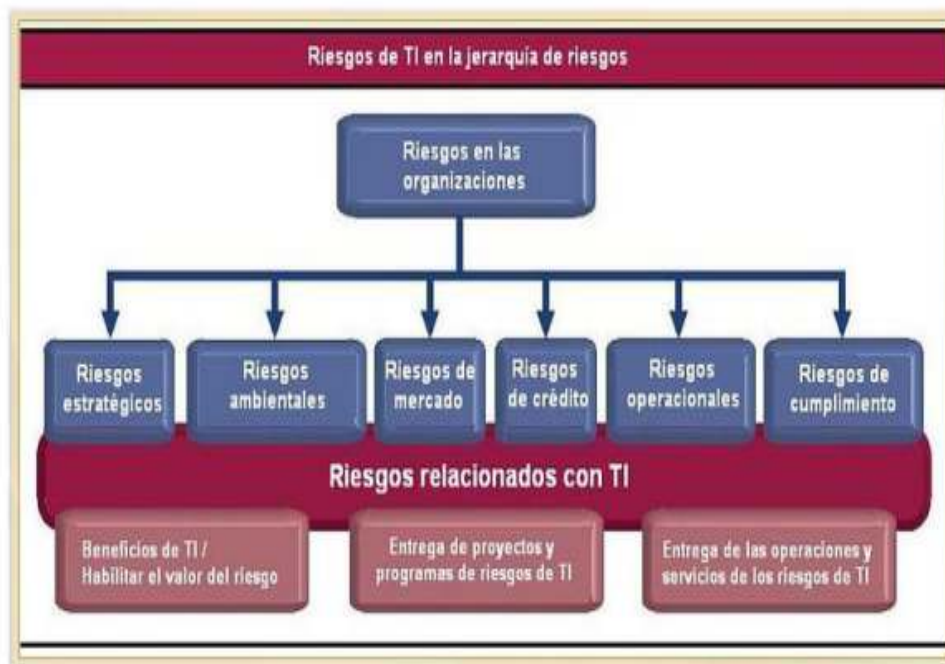 Riesgos de TI en la jerarquía de riesgos
Riesgos en las
organizaciones
Riesgos
estratégicos
Riesgos
ambientales
Riesgos de
mercado
Riesgos
de crédito
Riesgos
operacionales
Riesgos de
cumplimiento
Riesgos relacionados con TI
Beneficios de TI /
Habilitar el valor del riesgo
Entrega de proyectos y
programas de riesgos de TI
Entrega de las operaciones y
servicios de los riesgos de TI